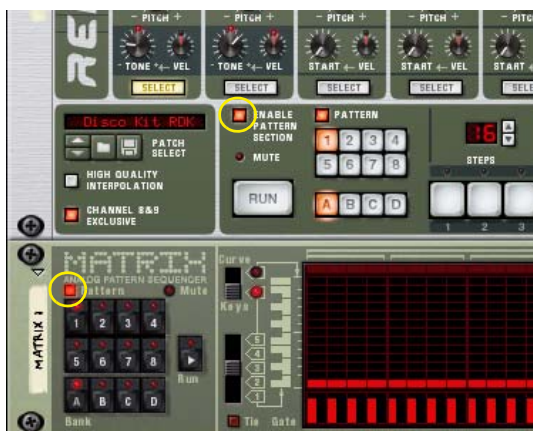 - PITCH + - PITCH + - PITCH + - PITCH + - PITC
- TONE + ← VEL - TONE + ← VEL START ← VEL START ← VEL START
SELECT SELECT SELECT SELECT SELE
Disco Kit RDK
PATCH
SELECT
HIGH QUALITY
INTERPOLATION
CHANNEL 8&9
EXCLUSIVE
ENABLE
PATTERN
SECTION
MUTE
RUN
PATTERN
1 2 3 4
5 6 7 8
A B C D
16
STEPS
1 2 3
MATRIX
ANALOG PATTERN SEQUENCER
Pattern Mute
1 2 3 4
5 6 7 8
A B C D
Bank
Run
MATRIX 1
Curve
Keys
5
4
3
2
1
Tie Gate